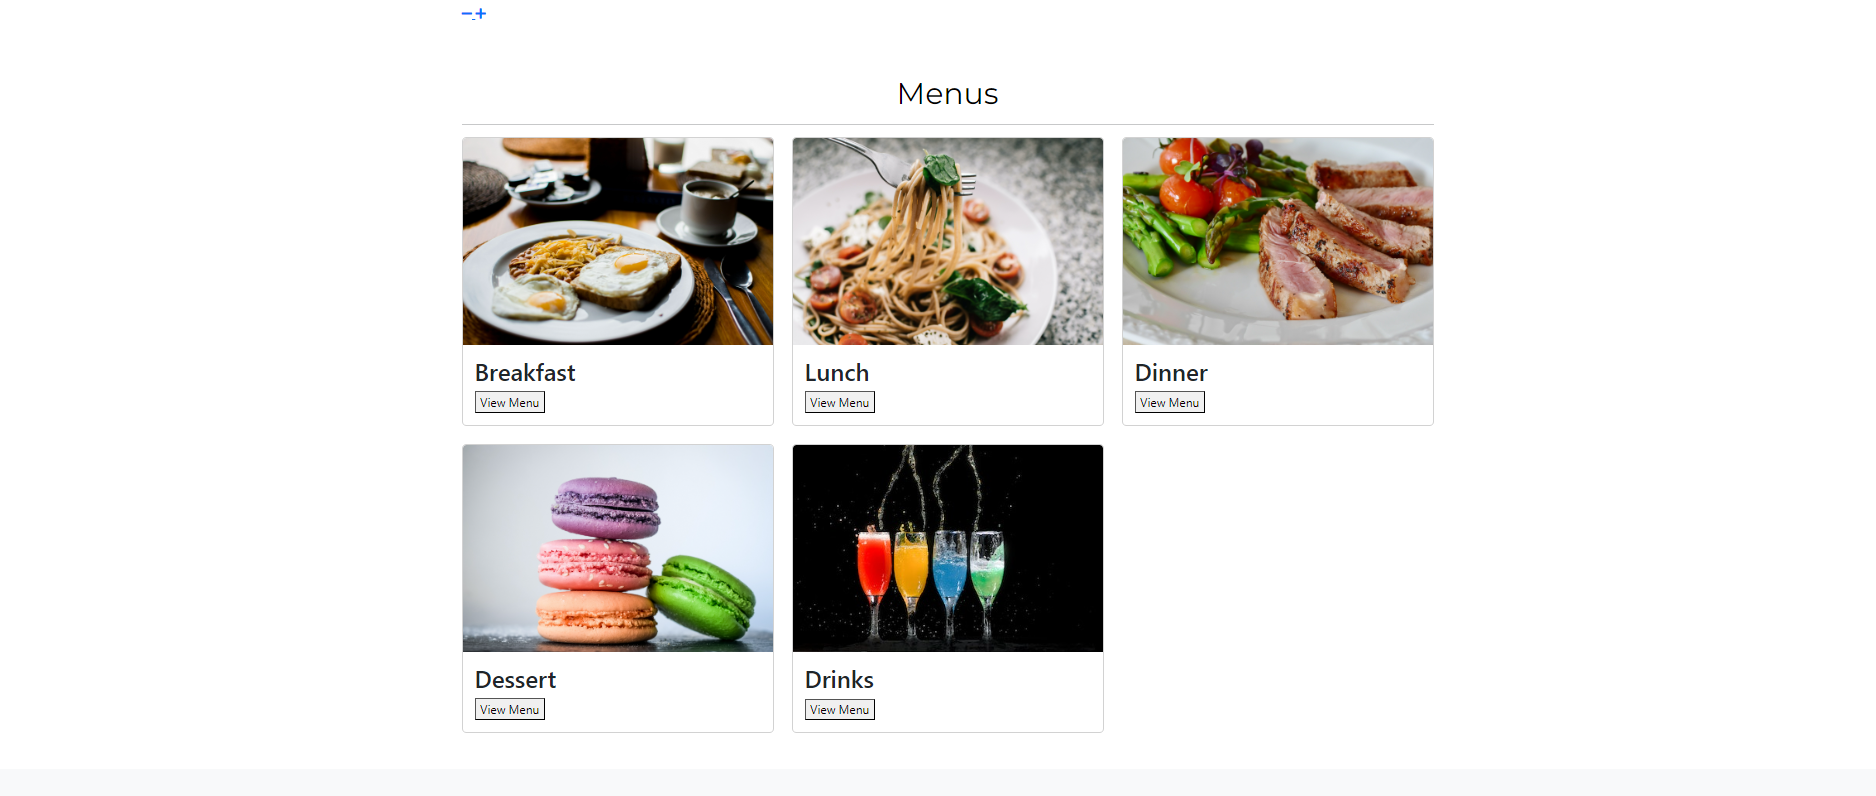 Menus
Breakfast
View Menu
Lunch
View Menu
Dinner
View Menu
Dessert
View Menu
Drinks
View Menu